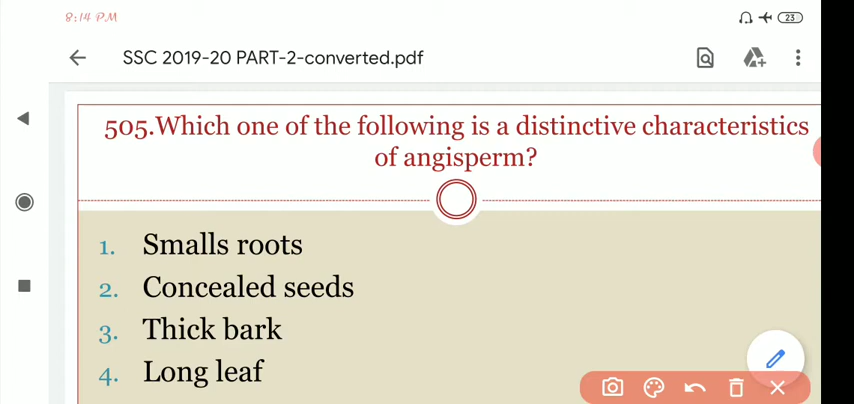 8:14 PM
23
SSC 2019-20 PART-2-converted.pdf
505.Which one of the following is a distinctive characteristics
of angisperm?
1. Smalls roots
2. Concealed seeds
3. Thick bark
4. Long leaf